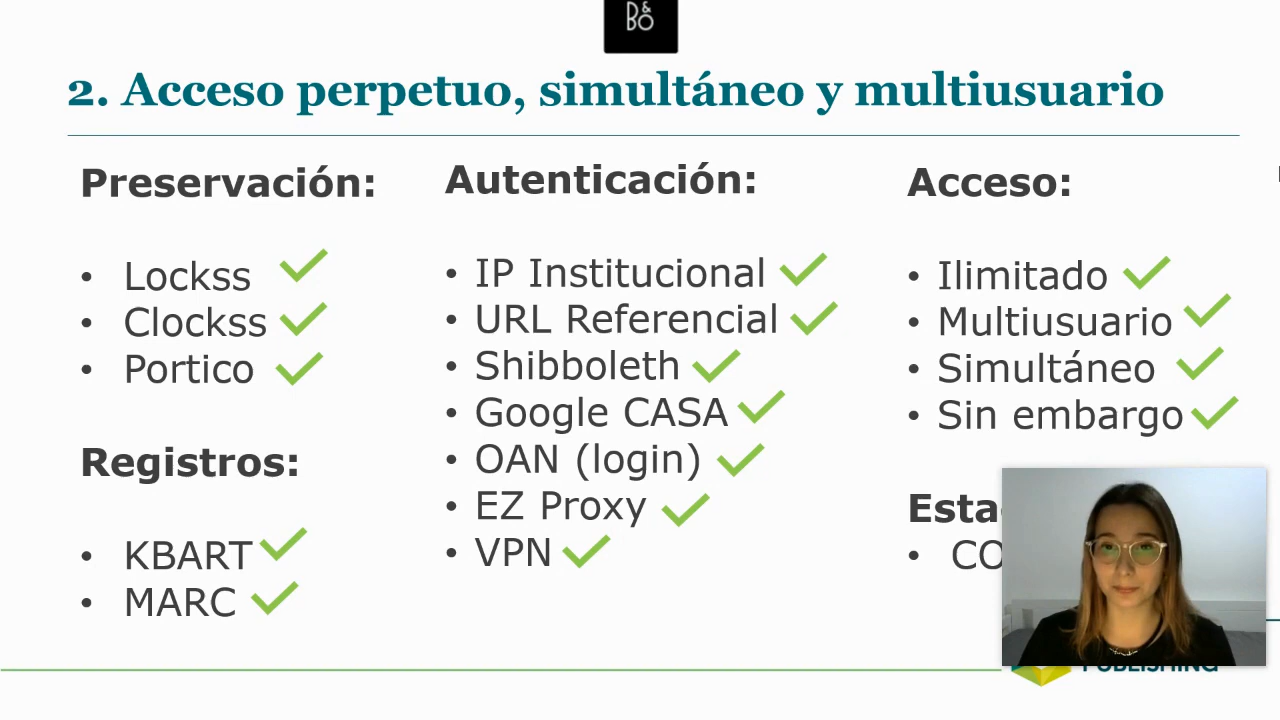 D&
BO
2. Acceso perpetuo, simultáneo y multiusuario
Preservación:
• Lockss
• Clockss
• Portico
Registros:
• KBART
• MARC
Autenticación:
• IP Institucional
• URL Referencial
• Shibboleth
• Google CASA
• OAN (login)
• EZ Proxy
• VPN
Acceso:
• Ilimitado
• Multiusuario
• Simultáneo
• Sin embargo